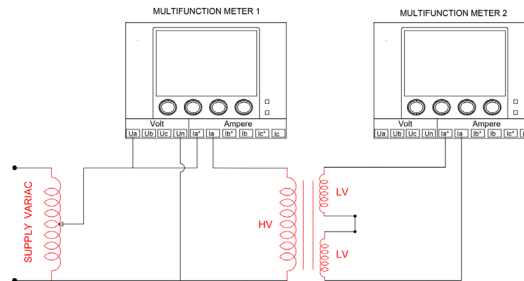 MULTIFUNCTION METER 1
MULTIFUNCTION METER 2
Volt Ampere
Ua Ub Uc Un Ia* Ia Ib* Ib Ic* Ic
Volt Ampere
Ua Ub Uc Un Ia* Ia Ib* Ib Ic*
SUPPLY VARIAC
HV
LV
LV